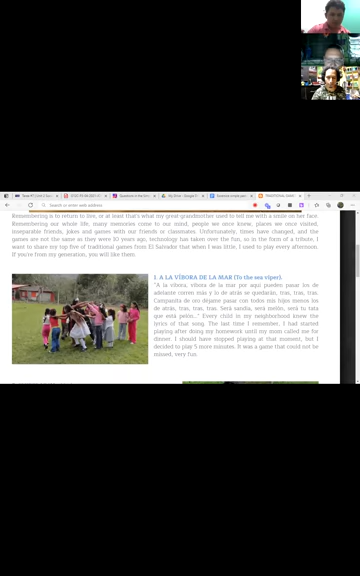 Search or enter web address
Remembering is to return to live, or at least that's what my great-grandmother used to tell me with a smile on her face.
Remembering our whole life, many memories come to our mind, people we once knew, places we once visited,
inseparable friends, jokes and games with our friends or classmates. Unfortunately, times have changed, and the
games are not the same as they were 10 years ago, technology has taken over the fun, so in the form of a tribute, I
want to share my top five of traditional games from El Salvador that when I was little, I used to play every afternoon.
If you're from my generation, you will like them.
1. A LA VÍBORA DE LA MAR (To the sea viper).
"A la víbora, víbora de la mar por aquí pueden pasar los de
adelante corren más y lo de atrás se quedarán, tras, tras, tras.
Campanita de oro déjame pasar con todos mis hijos menos los
de atrás, tras, tras, tras. Será sandía, será melón, será tu tata
que está pelón..." Every child in my neighborhood knew the
lyrics of that song. The last time I remember, I had started
playing after doing my homework until my mom called me for
dinner. I should have stopped playing at that moment, but I
decided to play 5 more minutes. It was a game that could not be
missed, very fun